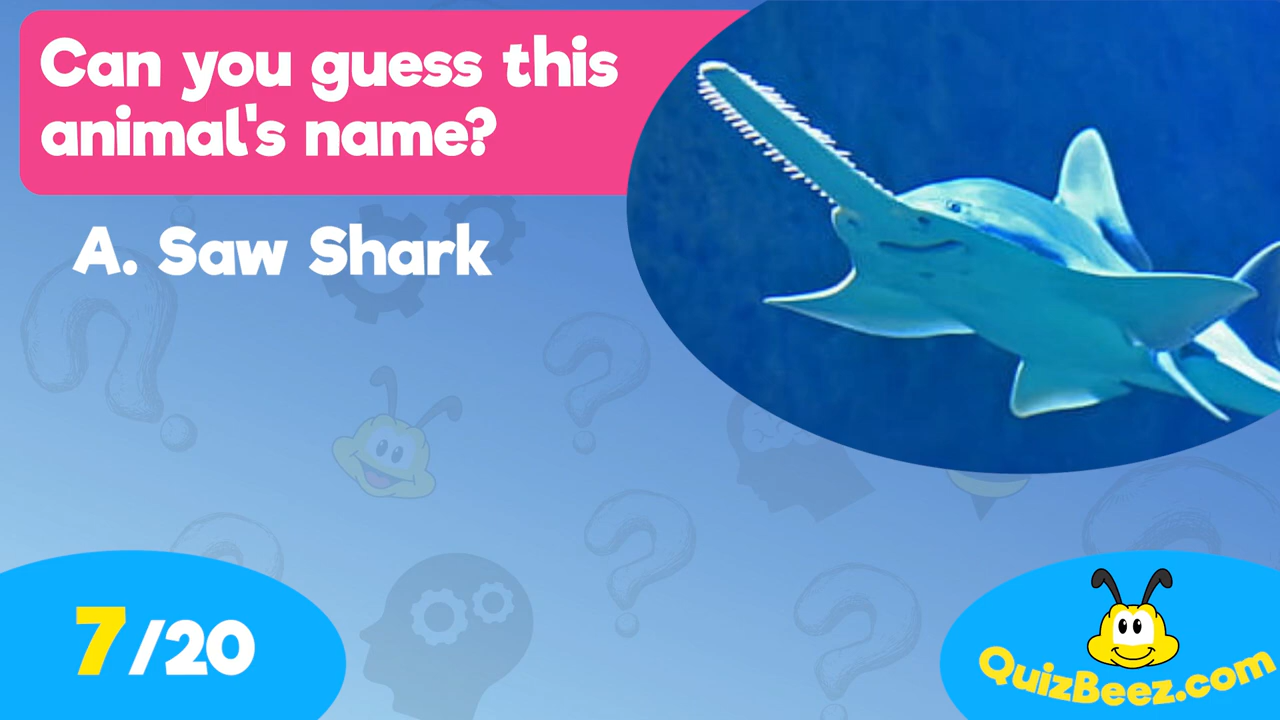 Can you guess this
animal's name?
A. Saw Shark
7/20
QuizBeez.com